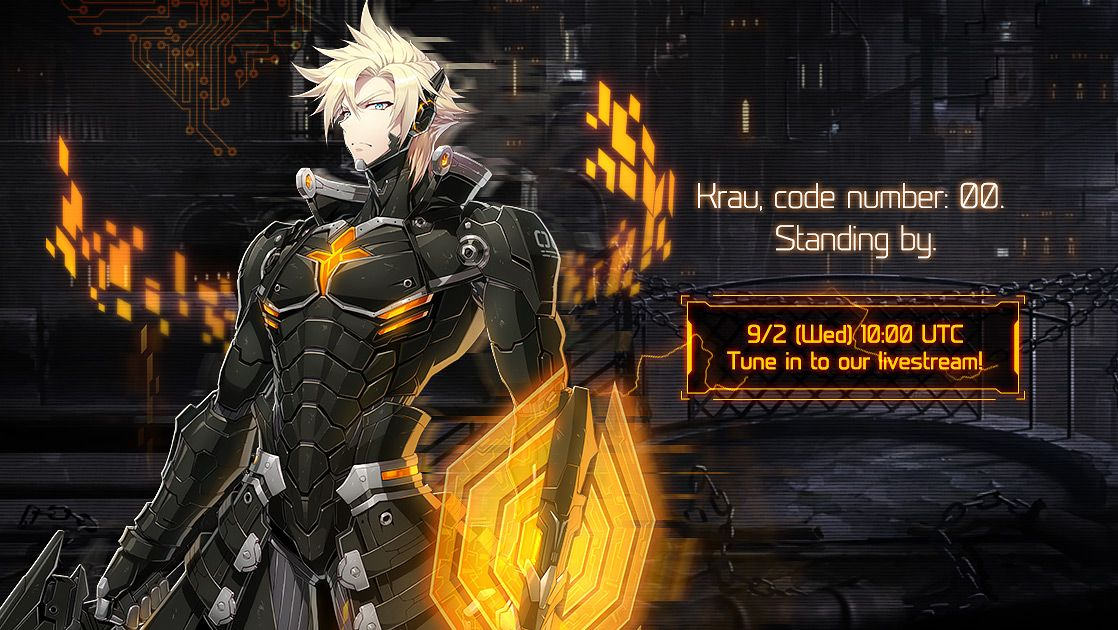 Krau, code number: 00.
Standing by.
9/2 (Wed) 10:00 UTC
Tune in to our livestream!